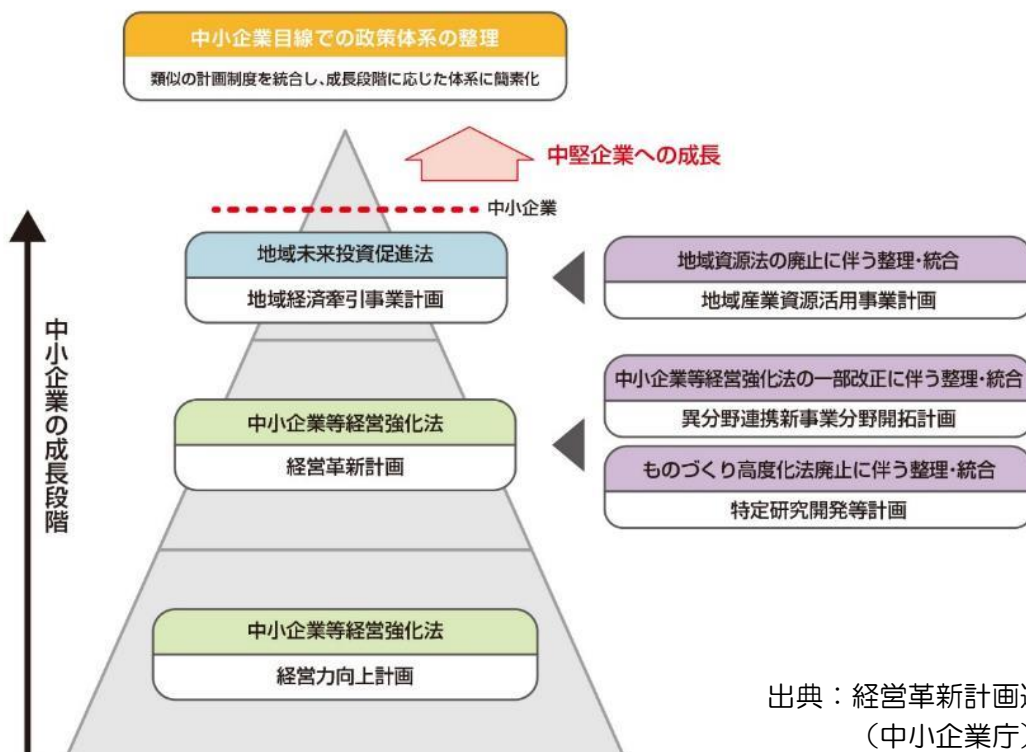 中小企業目線での政策体系の整理
類似の計画制度を統合し、成長段階に応じた体系に簡素化
中堅企業への成長
中小企業
地域未来投資促進法
地域経済牽引事業計画
地域資源法の廃止に伴う整理・統合
地域産業資源活用事業計画
中小企業の成長段階
中小企業等経営強化法
経営革新計画
中小企業等経営強化法の一部改正に伴う整理・統合
異分野連携新事業分野開拓計画
ものづくり高度化法廃止に伴う整理・統合
特定研究開発等計画
中小企業等経営強化法
経営力向上計画
出典：経営革新計画
（中小企業庁）